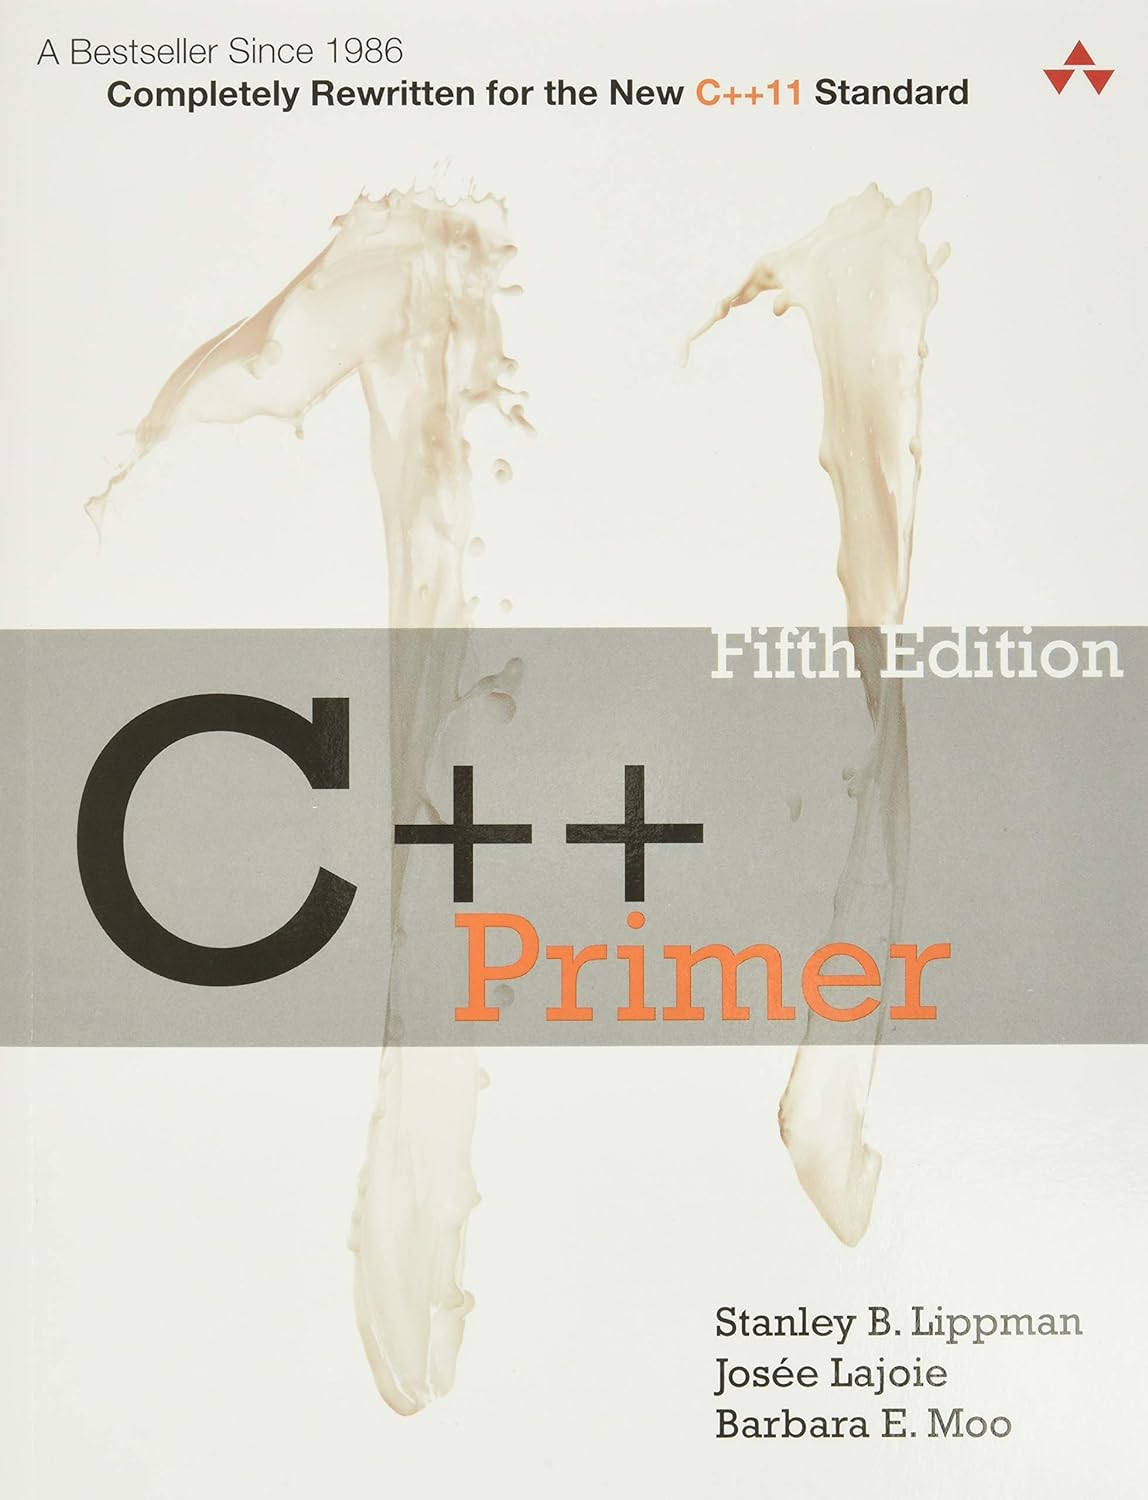 A Bestseller Since 1986
Completely Rewritten for the New C++11 Standard
Fifth Edition
C++
Primer
Stanley B. Lippman
Josée Lajoie
Barbara E. Moo